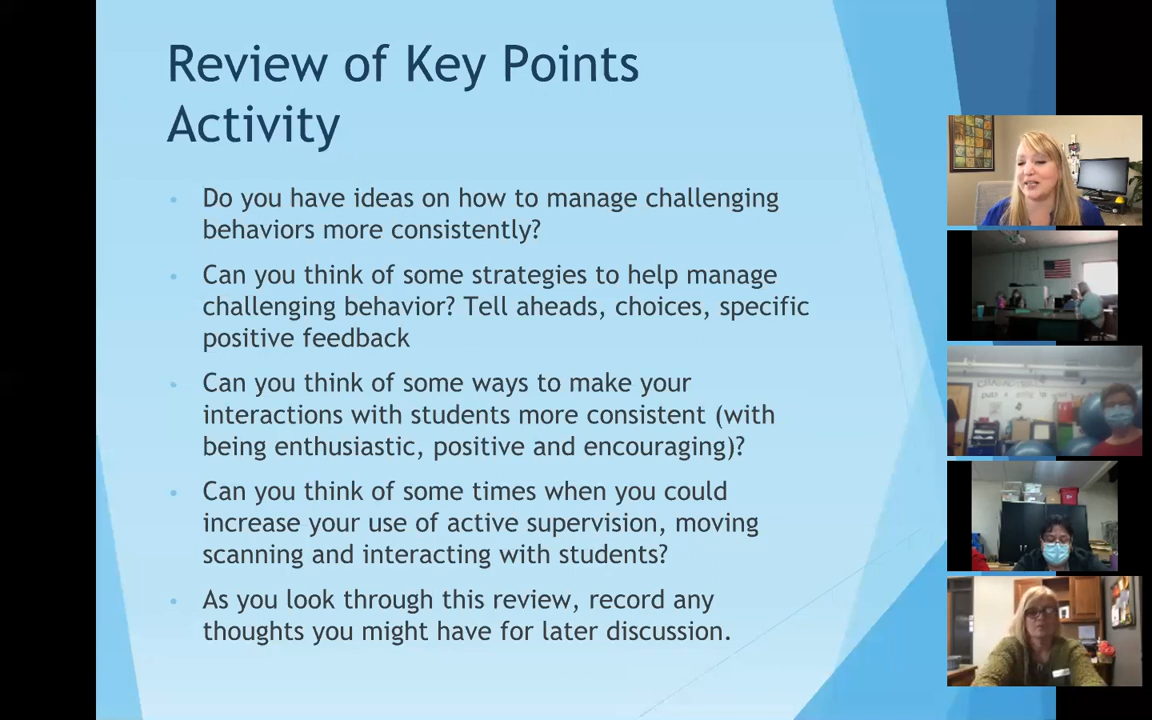 Review of Key Points
Activity
Do you have ideas on how to manage challenging
behaviors more consistently?
Can you think of some strategies to help manage
challenging behavior? Tell aheads, choices, specific
positive feedback
Can you think of some ways to make your
interactions with students more consistent (with
being enthusiastic, positive and encouraging)?
Can you think of some times when you could
increase your use of active supervision, moving
scanning and interacting with students?
As you look through this review, record any
thoughts you might have for later discussion.